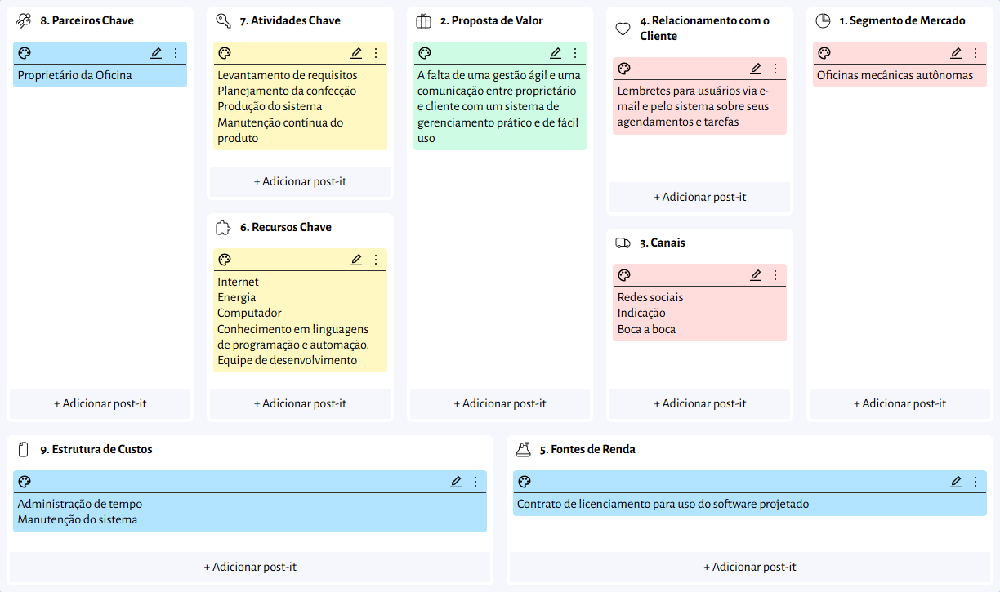 8. Parceiros Chave
Proprietário da Oficina
+ Adicionar post-it
7. Atividades Chave
Levantamento de requisitos
Planejamento da confecção
Produção do sistema
Manutenção contínua do
produto
+ Adicionar post-it
6. Recursos Chave
Internet
Energia
Computador
Conhecimento em linguagens
de programação e automação.
Equipe de desenvolvimento
+ Adicionar post-it
2. Proposta de Valor
A falta de uma gestão ágil e uma
comunicação entre proprietário
e cliente com um sistema de
gerenciamento prático e de fácil
uso
+ Adicionar post-it
4. Relacionamento com o
Cliente
Lembretes para usuários via e-
mail e pelo sistema sobre seus
agendamentos e tarefas
+ Adicionar post-it
3. Canais
Redes sociais
Indicação
Boca a boca
+ Adicionar post-it
1. Segmento de Mercado
Oficinas mecânicas autônomas
+ Adicionar post-it
9. Estrutura de Custos
Administração de tempo
Manutenção do sistema
+ Adicionar post-it
5. Fontes de Renda
Contrato de licenciamento para uso do software projetado
+ Adicionar post-it